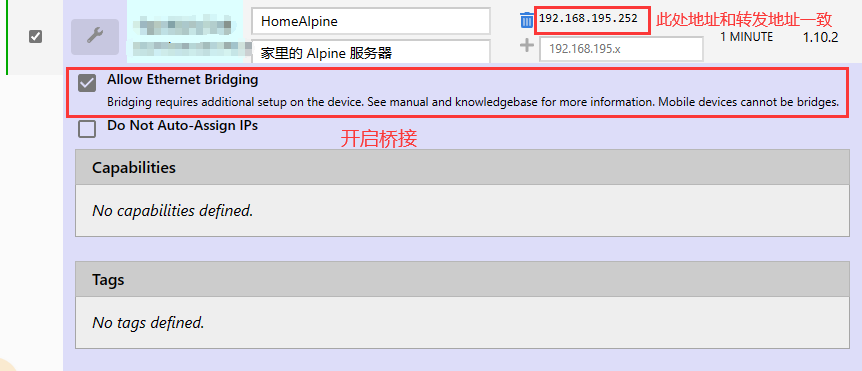 HomeAlpine
192.168.195.252
此处地址和转发地址一致
家里的 Alpine 服务器
192.168.195.x
1 MINUTE
1.10.2
Allow Ethernet Bridging
Bridging requires additional setup on the device. See manual and knowledgebase for more information. Mobile devices cannot be bridges.
Do Not Auto-Assign IPs
开启桥接
Capabilities
No capabilities defined.
Tags
No tags defined.